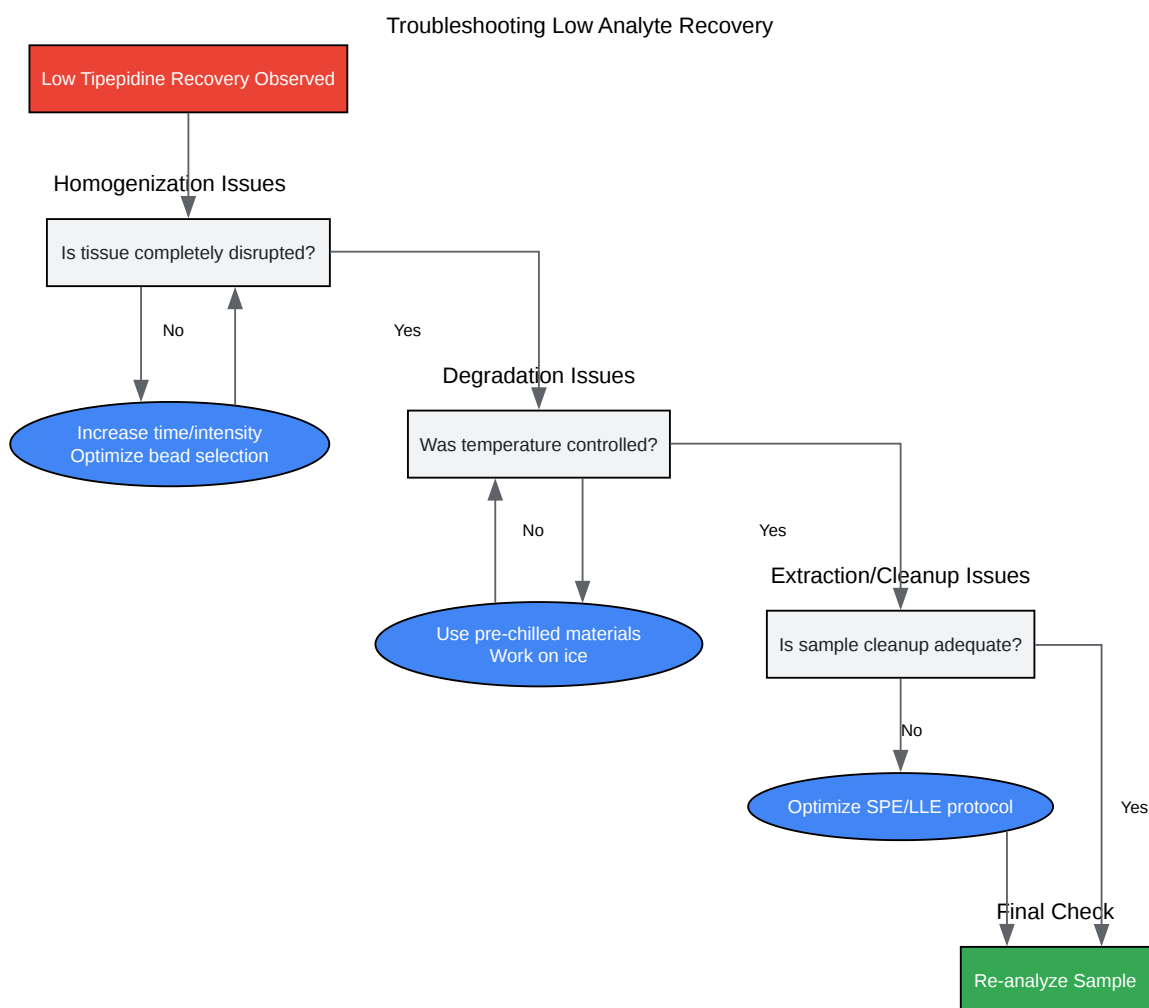 Troubleshooting Low Analyte Recovery
Low Tipepidine Recovery Observed
Homogenization Issues
Is tissue completely disrupted?
No
Yes
Increase time/intensity
Optimize bead selection
Degradation Issues
Was temperature controlled?
No
Yes
Use pre-chilled materials
Work on ice
Extraction/Cleanup Issues
Is sample cleanup adequate?
No
Yes
Optimize SPE/LLE protocol
Final Check
Re-analyze Sample